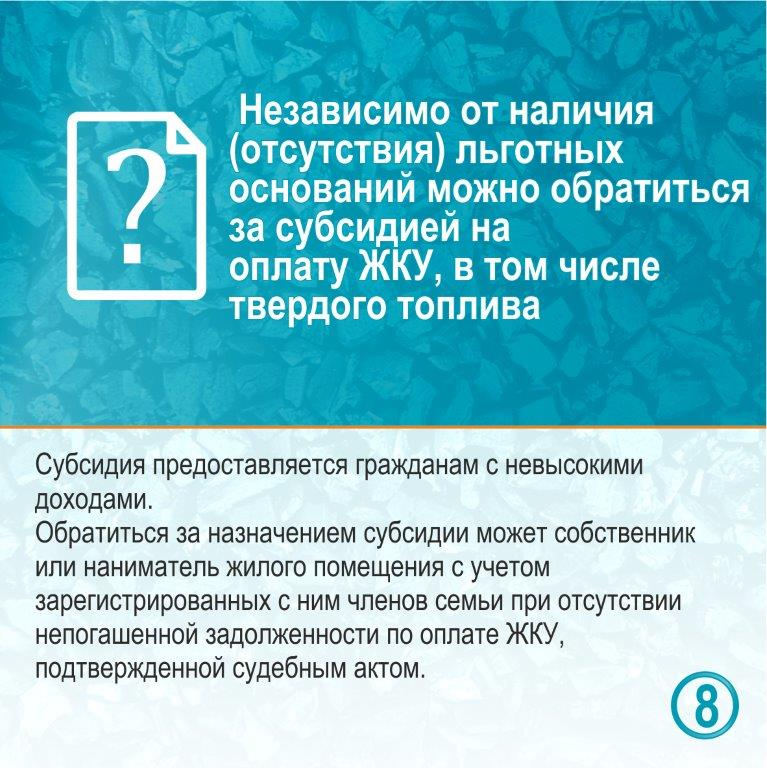 ?
Независимо от наличия
(отсутствия) льготных
оснований можно обратиться
за субсидией на
оплату ЖКУ, в том числе
твердого топлива
Субсидия предоставляется гражданам с невысокими
доходами.
Обратиться за назначением субсидии может собственник
или наниматель жилого помещения с учетом
зарегистрированных с ним членов семьи при отсутствии
непогашенной задолженности по оплате ЖКУ,
подтвержденной судебным актом.
8